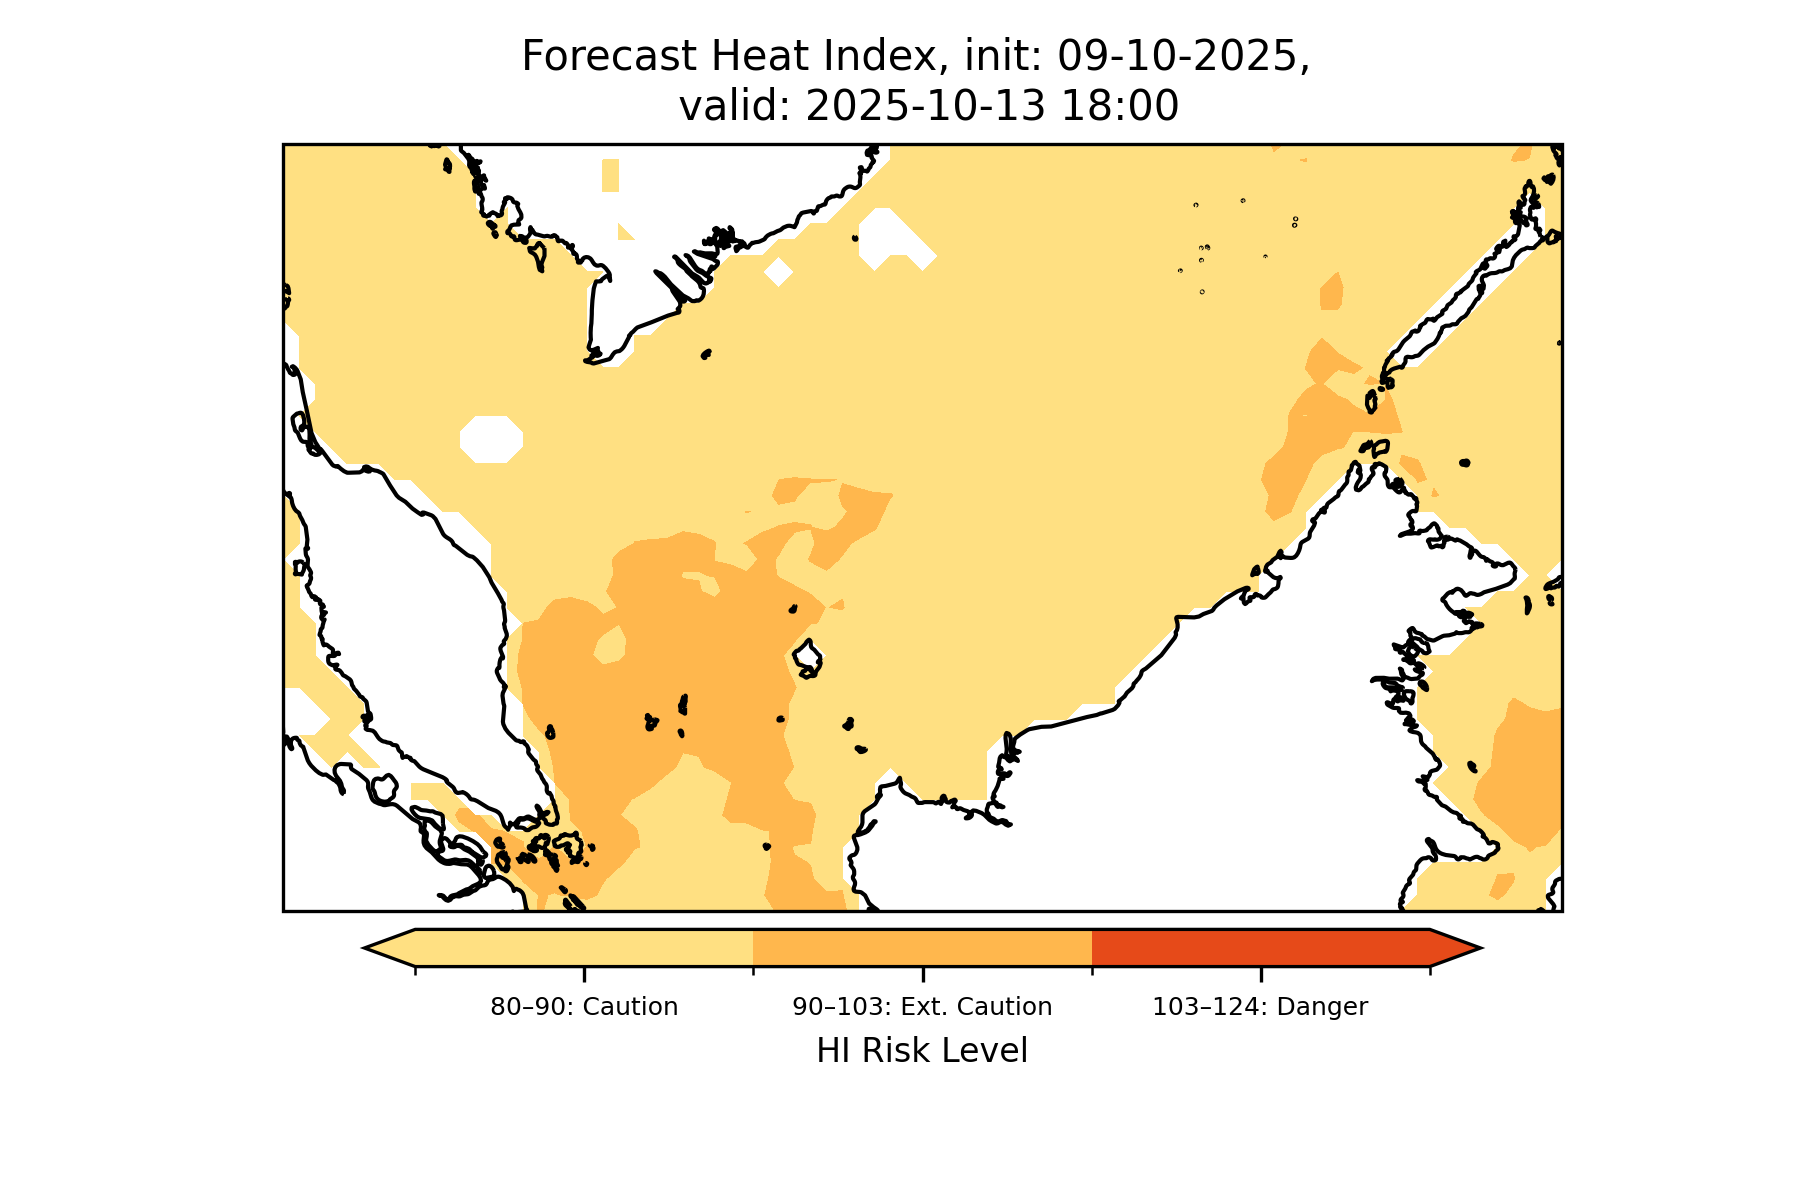 Forecast Heat Index, init: 09-10-2025,
valid: 2025-10-13 18:00
80–90: Caution
90–103: Ext. Caution
103–124: Danger
HI Risk Level